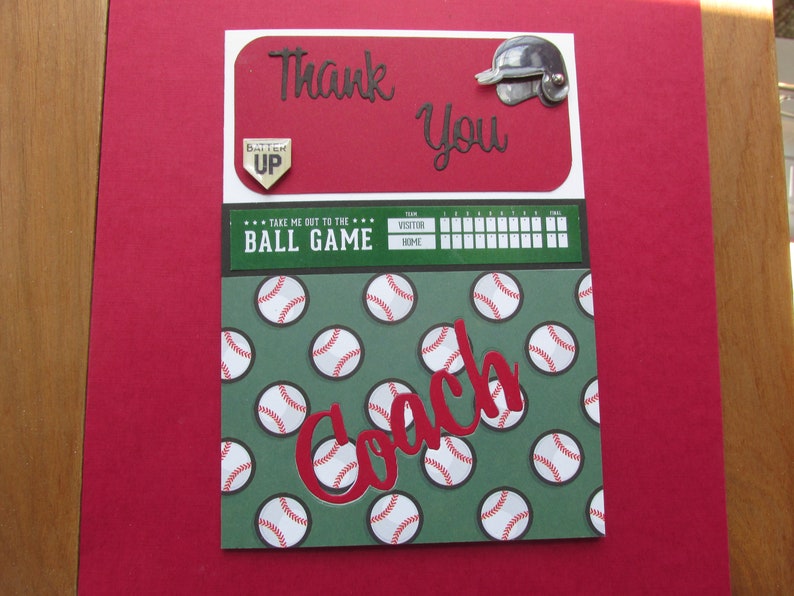 Thank
You
BATTER
UP
★ ★ ★ TAKE ME OUT TO THE ★ ★ ★
BALL GAME
TEAM 1 2 3 4 5 6 7 8 9 FINAL
VISITOR
HOME
Coach